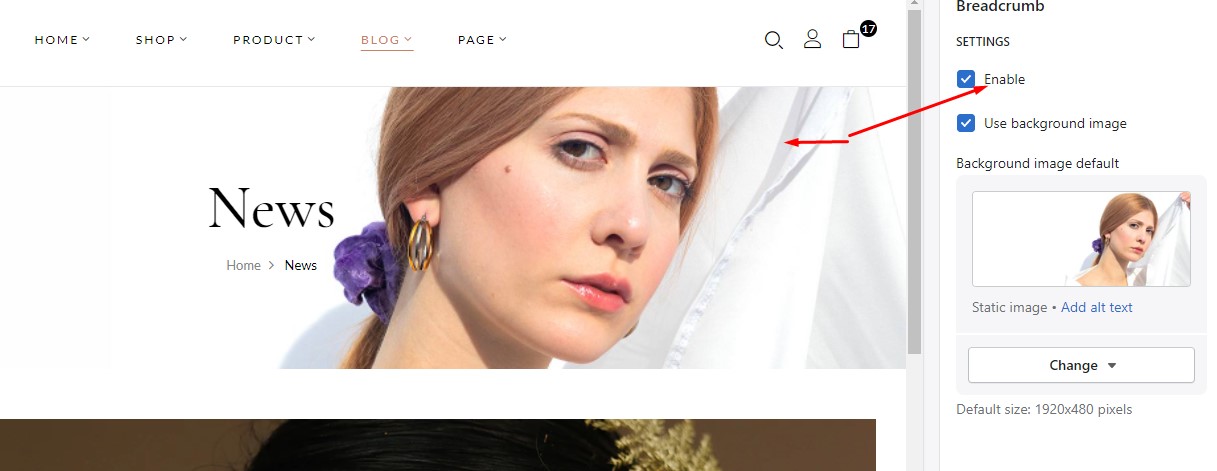 HOME SHOP PRODUCT BLOG PAGE 17
News
Home > News
Breadcrumb
SETTINGS
Enable
Use background image
Background image default
Static image • Add alt text
Change
Default size: 1920x480 pixels